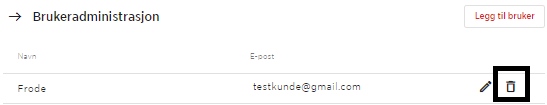 Brukeradministrasjon
Legg til bruker
Navn E-post
Frode testkunde@gmail.com